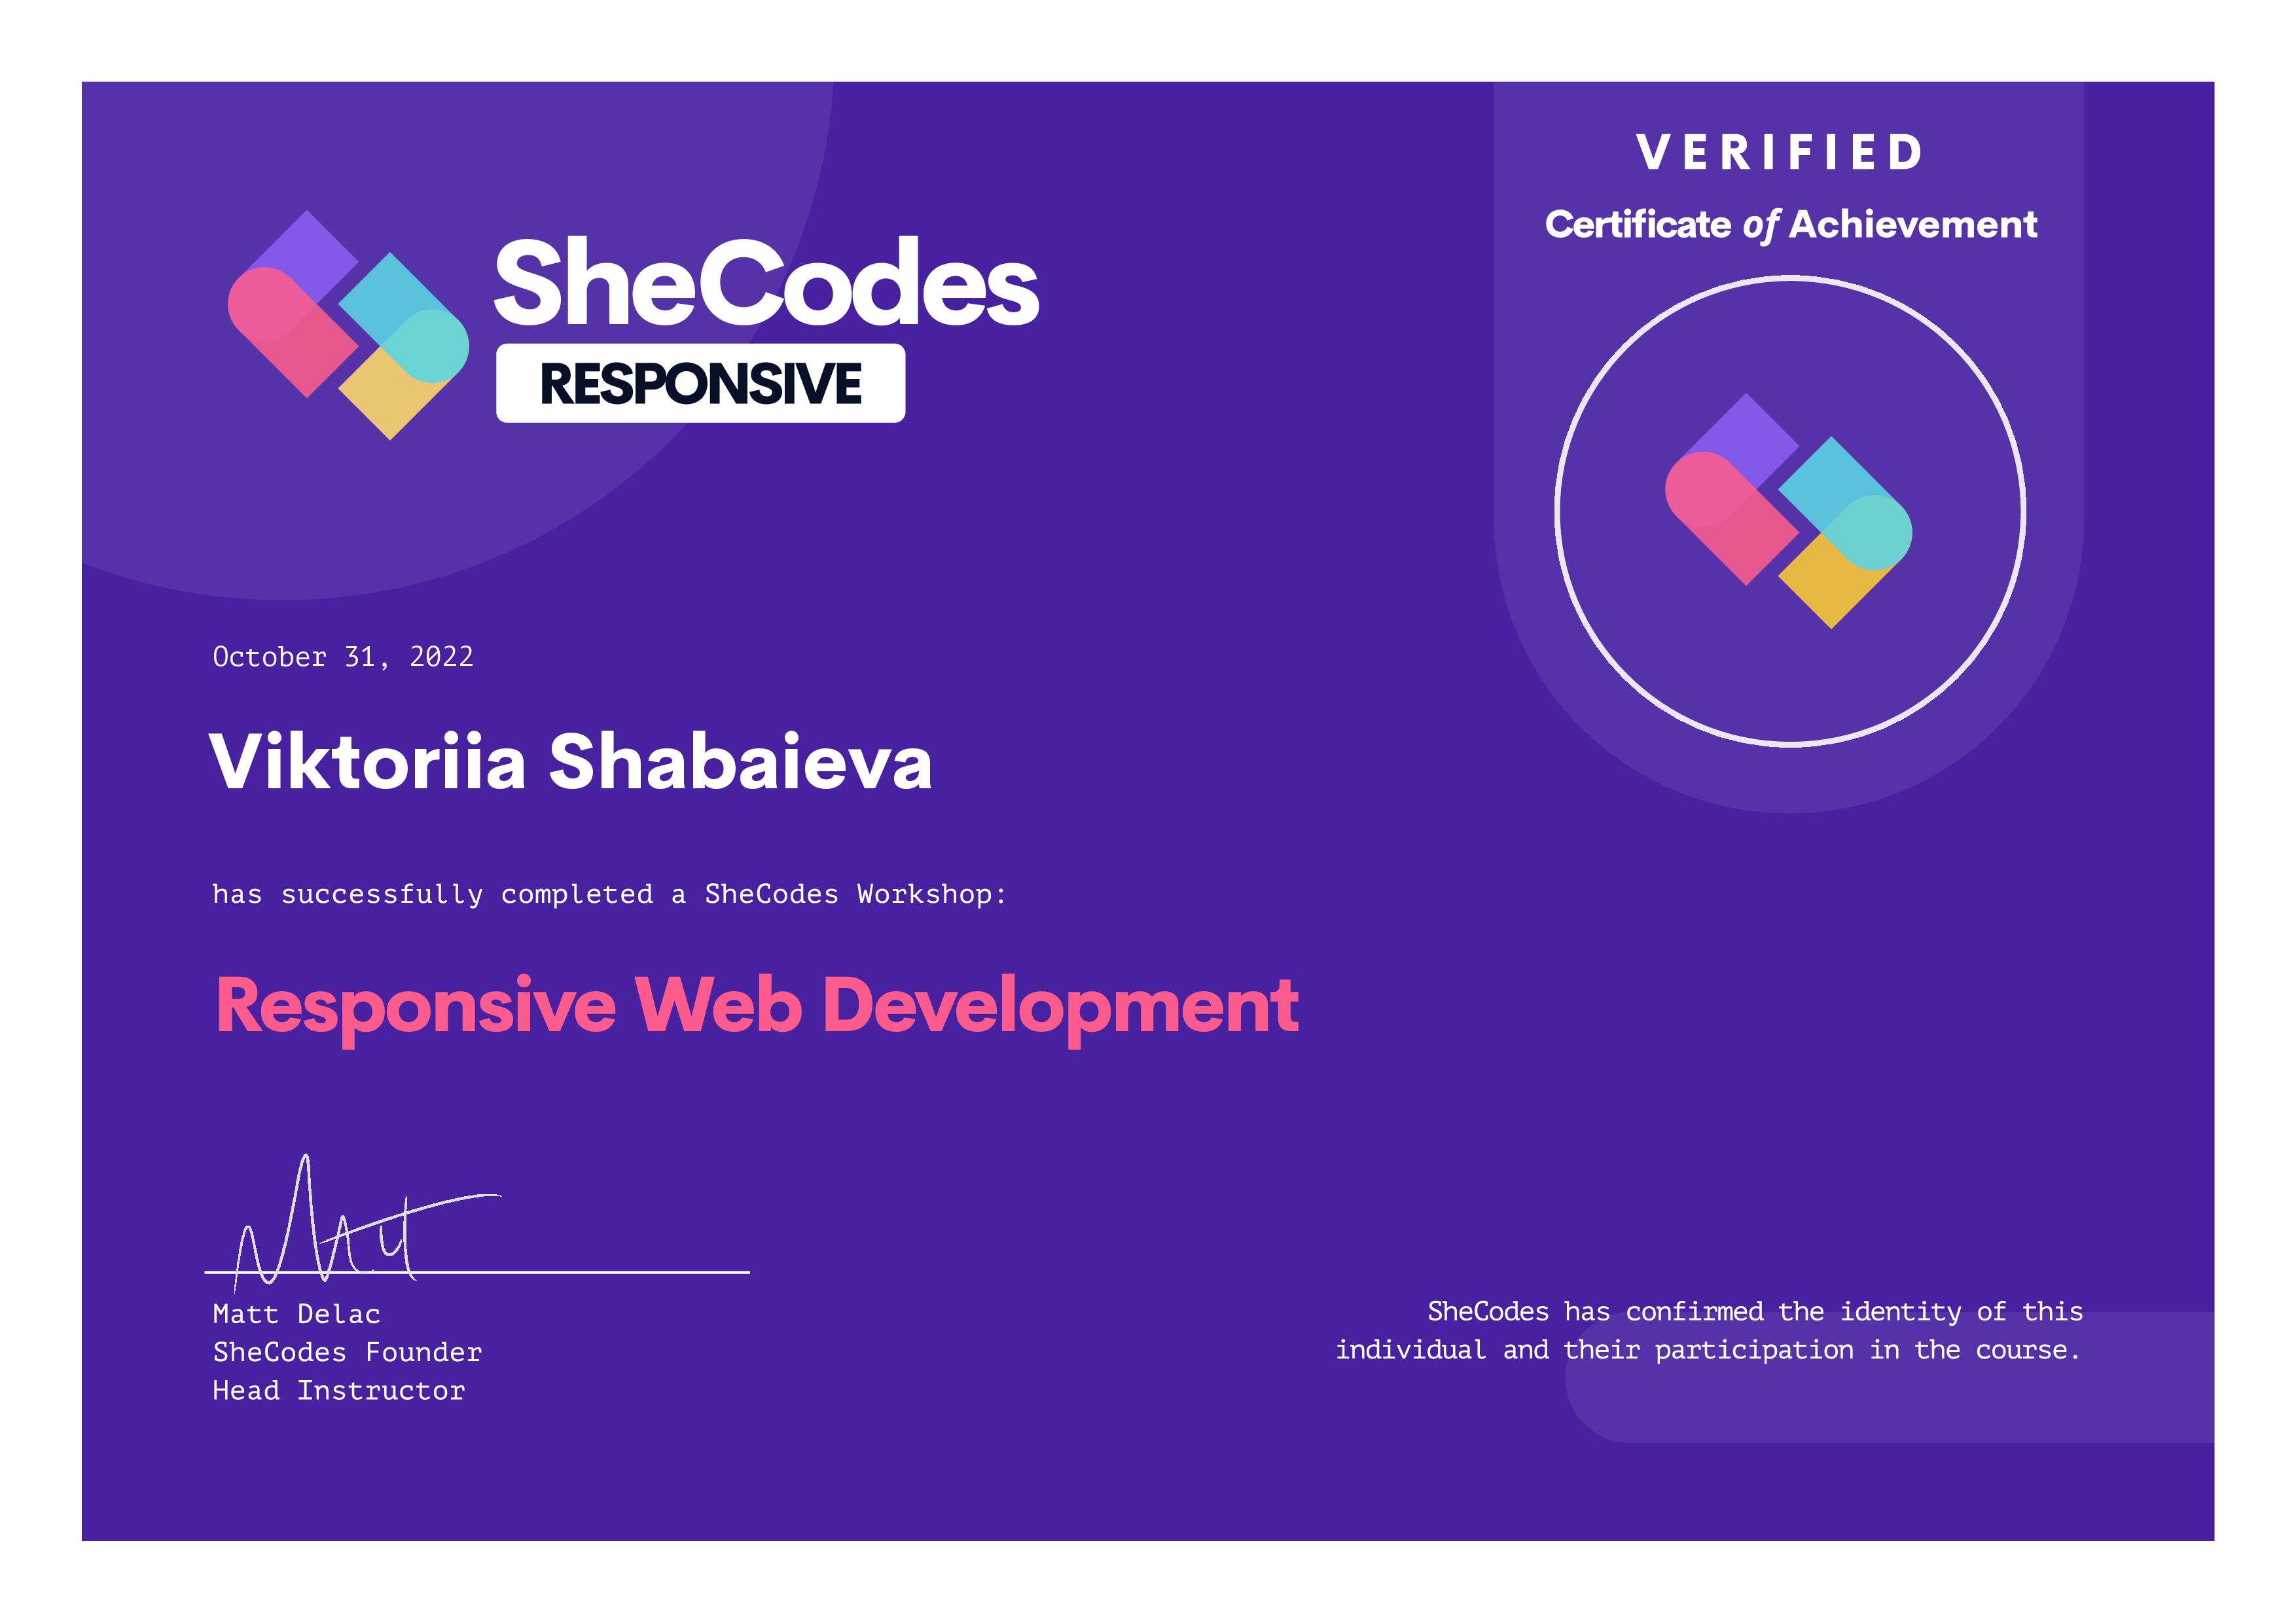 VERIFIED
Certificate of Achievement
SheCodes
RESPONSIVE
October 31, 2022
Viktoriia Shabaieva
has successfully completed a SheCodes Workshop:
Responsive Web Development
Matt Delac
SheCodes Founder
Head Instructor
SheCodes has confirmed the identity of this
individual and their participation in the course.